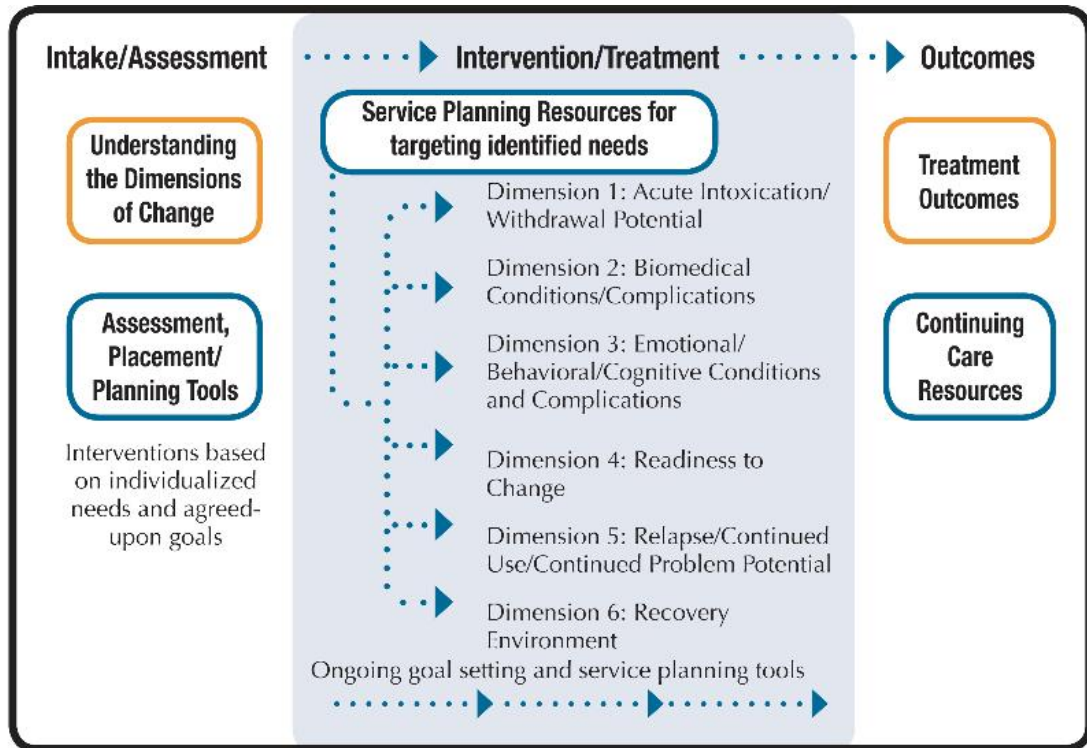 Intake/Assessment
Intervention/Treatment
Outcomes
Understanding
the Dimensions
of Change
Assessment,
Placement/
Planning Tools
Interventions based
on individualized
needs and agreed-
upon goals
Service Planning Resources for
targeting identified needs
Dimension 1: Acute Intoxication/
Withdrawal Potential
Dimension 2: Biomedical
Conditions/Complications
Dimension 3: Emotional/
Behavioral/Cognitive Conditions
and Complications
Dimension 4: Readiness to
Change
Dimension 5: Relapse/Continued
Use/Continued Problem Potential
Dimension 6: Recovery
Environment
Ongoing goal setting and service planning tools
Treatment
Outcomes
Continuing
Care
Resources